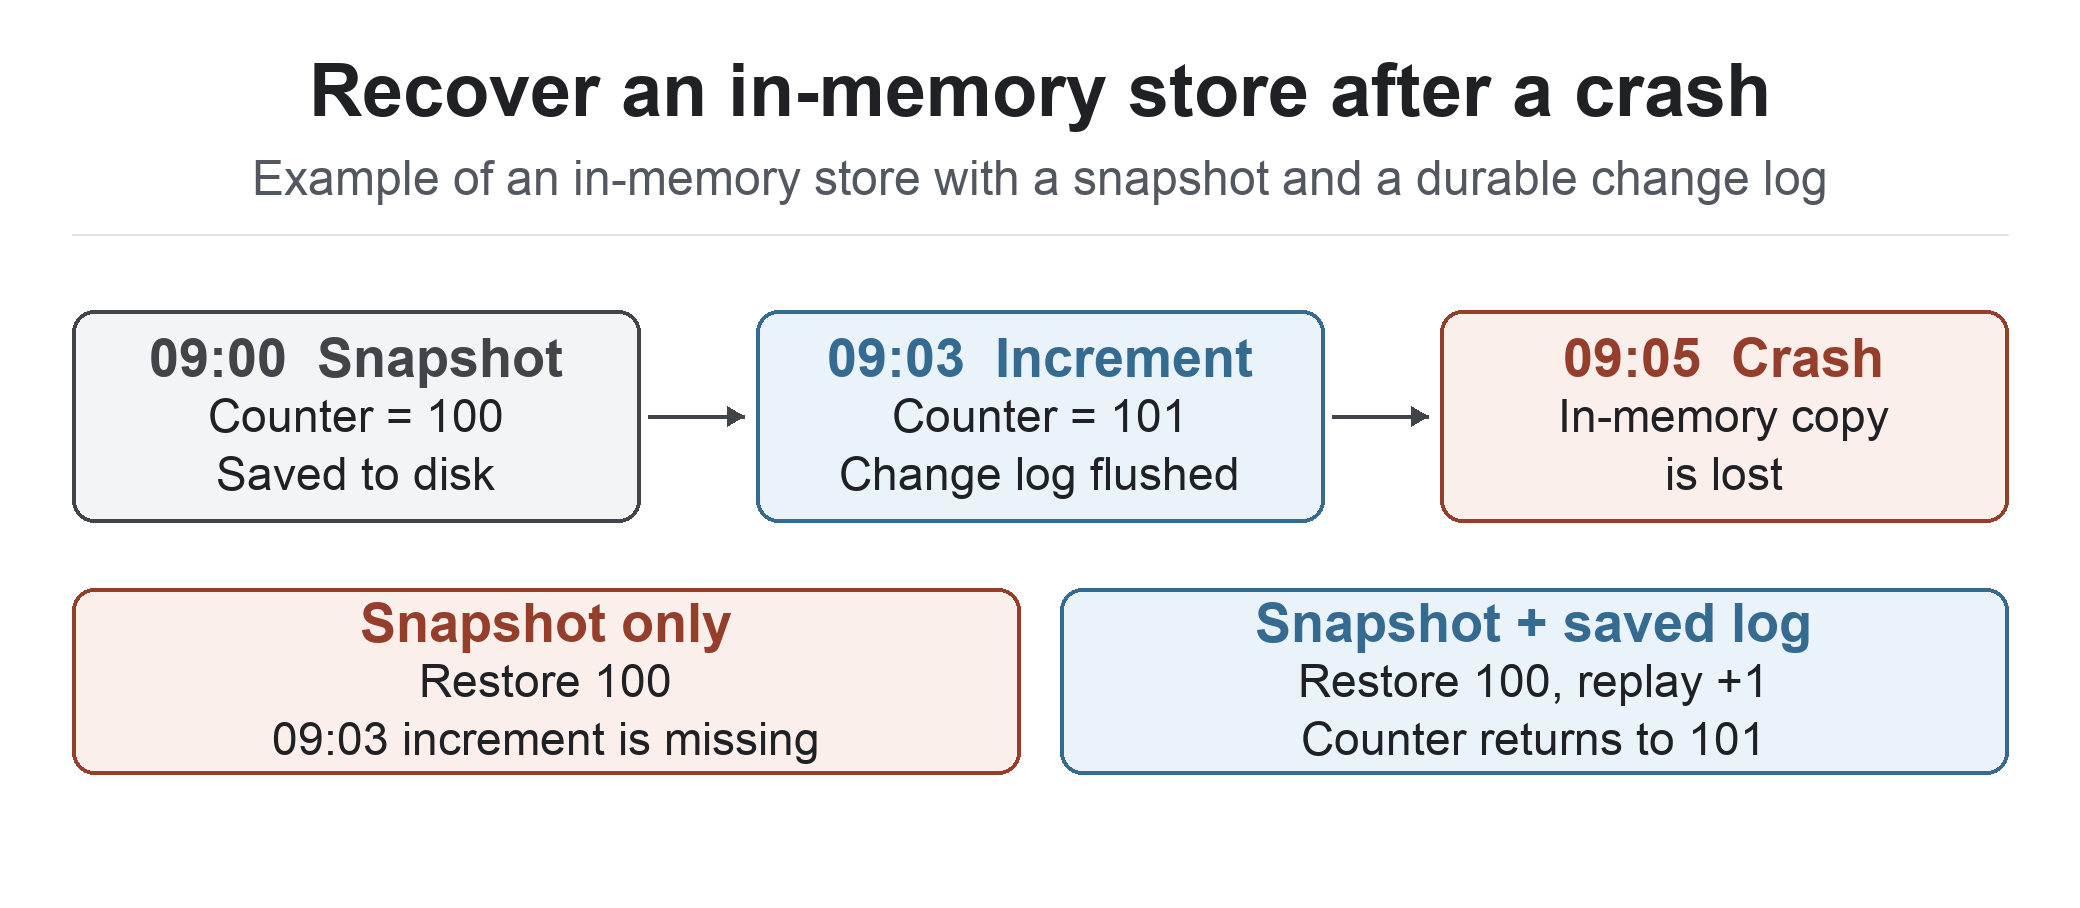 Recover an in-memory store after a crash
Example of an in-memory store with a snapshot and a durable change log
09:00 Snapshot
Counter = 100
Saved to disk
09:03 Increment
Counter = 101
Change log flushed
09:05 Crash
In-memory copy
is lost
Snapshot only
Restore 100
09:03 increment is missing
Snapshot + saved log
Restore 100, replay +1
Counter returns to 101